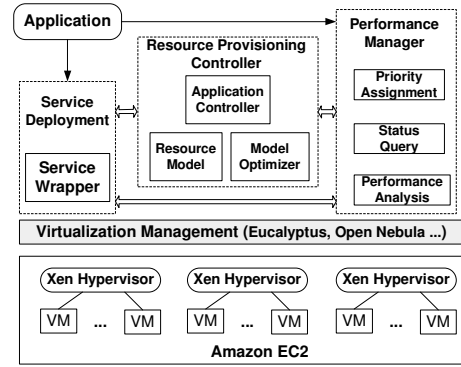 Application
Resource Provisioning
Controller
Application
Controller
Resource
Model
Model
Optimizer
Performance
Manager
Priority
Assignment
Status
Query
Performance
Analysis
Service
Deployment
Service
Wrapper
Virtualization Management (Eucalyptus, Open Nebula ...)
Xen Hypervisor Xen Hypervisor Xen Hypervisor
VM ... VM VM ... VM VM ... VM
Amazon EC2